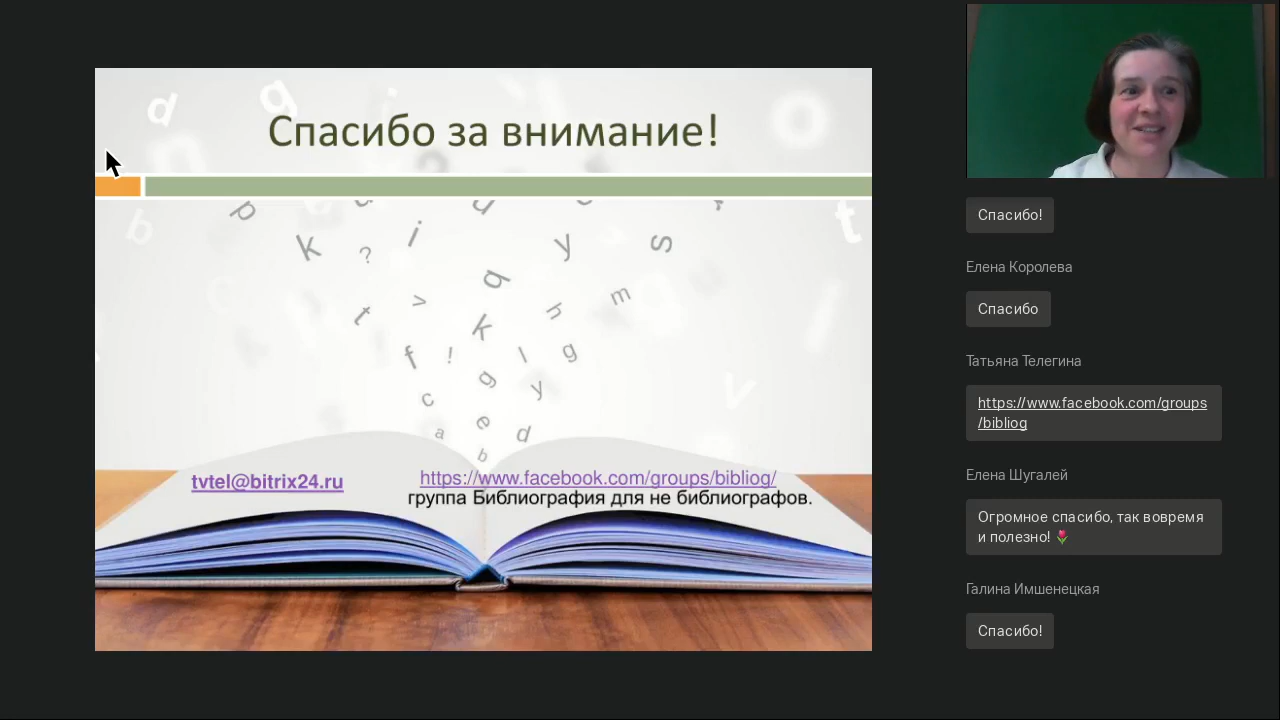 Спасибо за внимание!
d
g
i
o
n
b
t
p
k
?
i
y
s
q
v
t
k
h
m
f
!
l
g
g
y
v
c
a
e
d
b
tvtel@bitrix24.ru
https://www.facebook.com/groups/bibliog/
группа Библиография для не библиографов.
Спасибо!
Елена Королева
Спасибо
Татьяна Телегина
https://www.facebook.com/groups
/bibliog
Елена Шугалей
Огромное спасибо, так вовремя
и полезно! 🌷
Галина Имшенецкая
Спасибо!